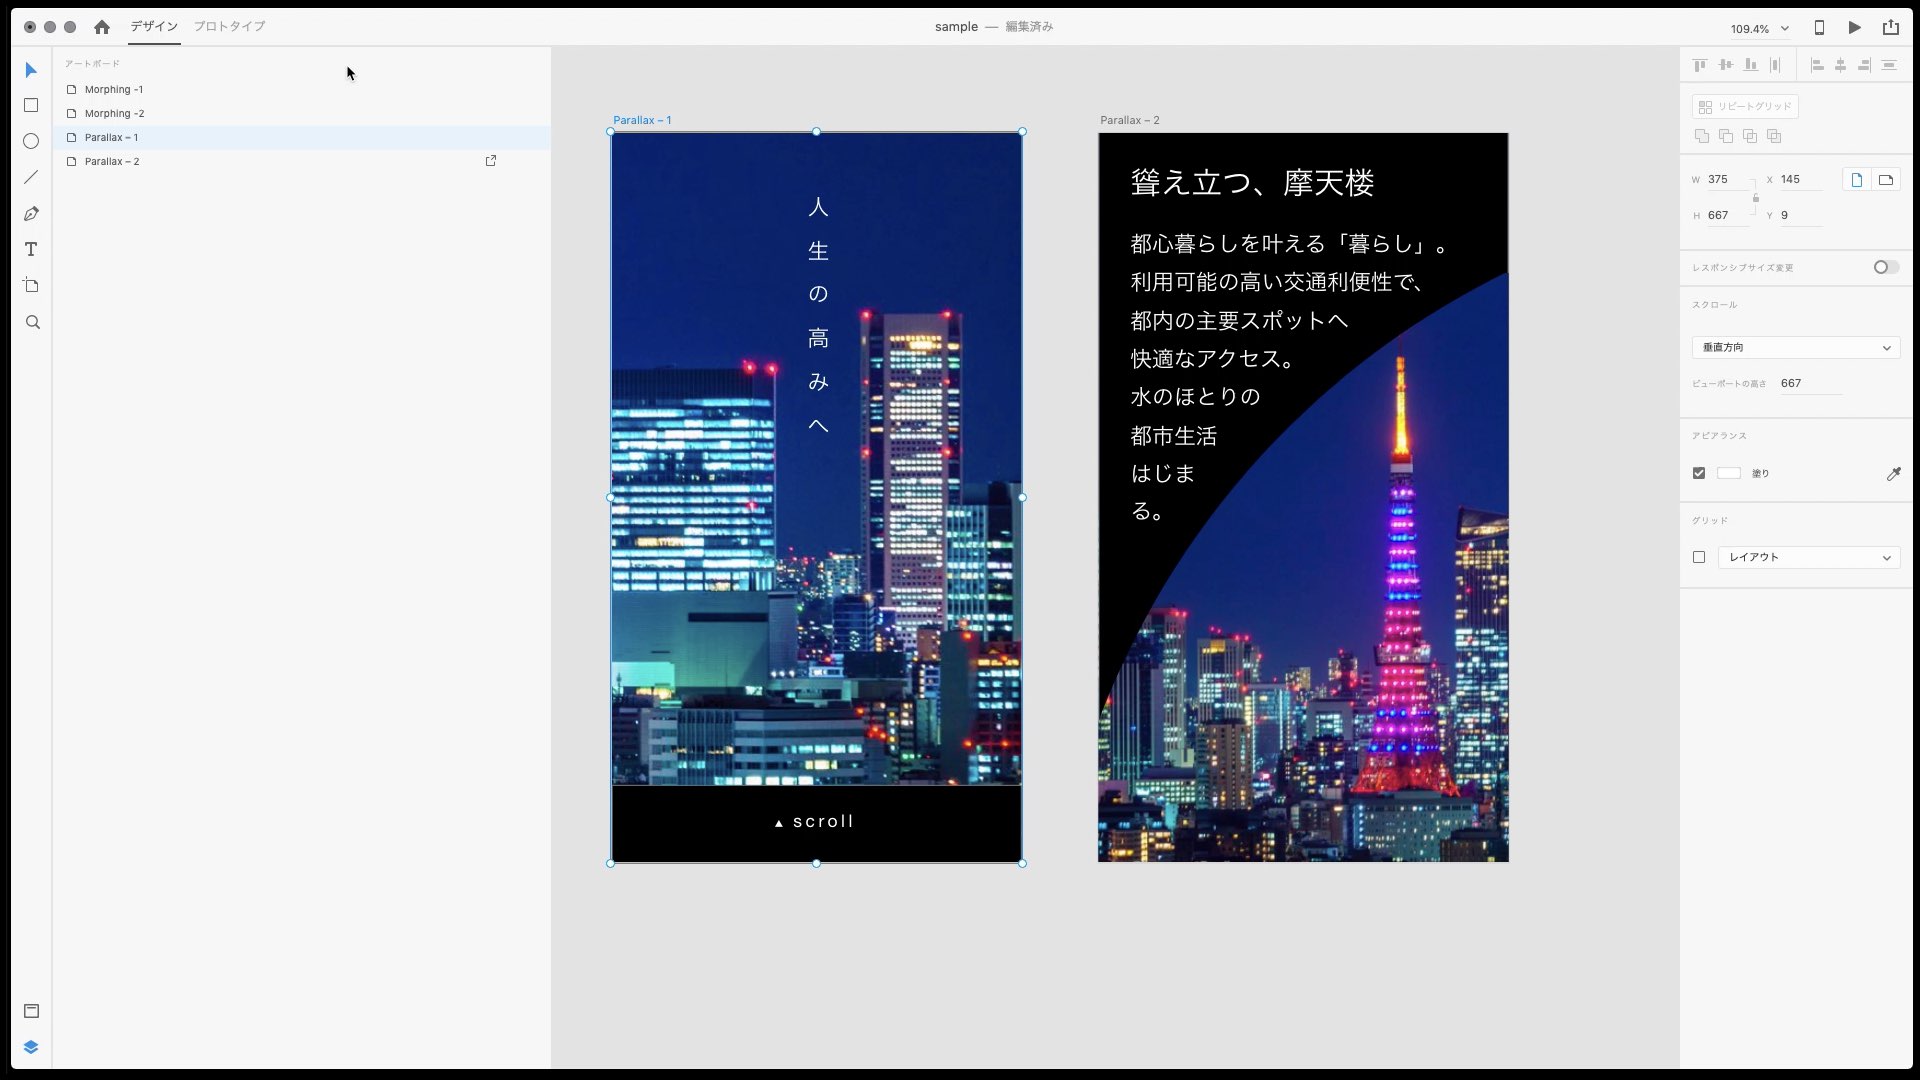 デザイン
プロトタイプ
sample — 編集済み
109.4%
アートボード
Morphing -1
Morphing -2
Parallax – 1
Parallax – 2
Parallax – 1
人生の高みへ
▲ scroll
Parallax – 2
聳え立つ、摩天楼
都心暮らしを叶える「暮らし」。
利用可能の高い交通利便性で、
都内の主要スポットへ
快適なアクセス。
水のほとりの
都市生活
はじま
る。
リピートグリッド
W 375
X 145
H 667
Y 9
レスポンシブサイズ変更
スクロール
垂直方向
ビューポートの高さ 667
アピアランス
塗り
グリッド
レイアウト